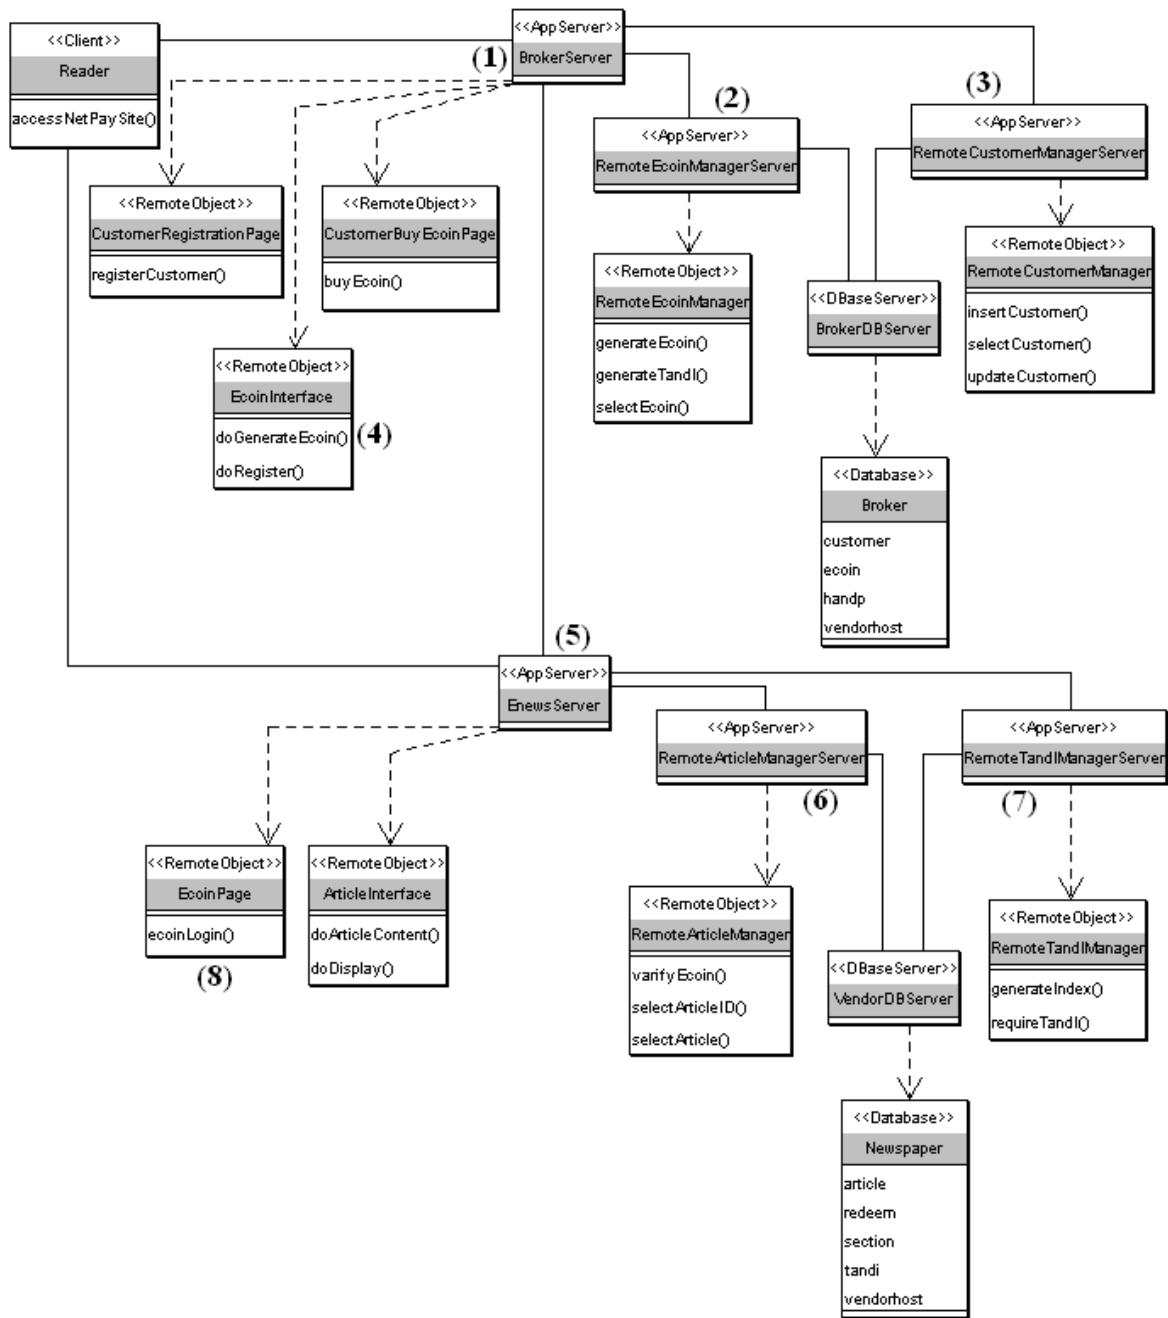 <<Client>>
Reader
accessNetPaySite()
(1)
<<AppServer>>
BrokerServer
(2)
<<AppServer>>
RemoteEcoinManagerServer
(3)
<<AppServer>>
RemoteCustomerManagerServer
<<RemoteObject>>
CustomerRegistrationPage
registerCustomer()
<<RemoteObject>>
CustomerBuyEcoinPage
buyEcoin()
<<RemoteObject>>
RemoteEcoinManager
generateEcoin()
generateTandI()
selectEcoin()
<<DBaseServer>>
BrokerDBServer
<<RemoteObject>>
RemoteCustomerManager
insertCustomer()
selectCustomer()
updateCustomer()
<<RemoteObject>>
EcoinInterface
doGenerateEcoin()
doRegister()
(4)
<<Database>>
Broker
customer
ecoin
handp
vendorhost
(5)
<<AppServer>>
EnewsServer
<<AppServer>>
RemoteArticleManagerServer
(6)
<<AppServer>>
RemoteTandIManagerServer
(7)
<<RemoteObject>>
EcoinPage
ecoinLogin()
(8)
<<RemoteObject>>
ArticleInterface
doArticleContent()
doDisplay()
<<RemoteObject>>
RemoteArticleManager
varifyEcoin()
selectArticleID()
selectArticle()
<<DBaseServer>>
VendorDBServer
<<RemoteObject>>
RemoteTandIManager
generateIndex()
requireTandI()
<<Database>>
Newspaper
article
redeem
section
tandi
vendorhost